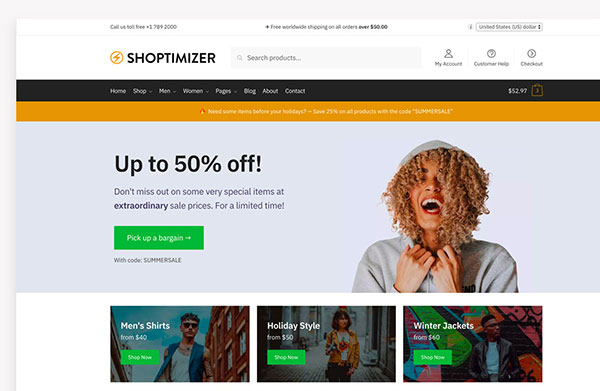 Call us toll free +1 789 2000
✈ Free worldwide shipping on all orders over $50.00
United States (US) dollar
SHOPTIMIZER
Search products...
My Account
Customer Help
Checkout
Home Shop Men Women Pages Blog About Contact
$52.97
3
🔥 Need some items before your holidays? – Save 25% on all products with the code "SUMMERSALE"
Up to 50% off!
Don't miss out on some very special items at
extraordinary sale prices. For a limited time!
Pick up a bargain →
With code: SUMMERSALE
Men's Shirts
from $40
Shop Now
Holiday Style
from $50
Shop Now
Winter Jackets
from $60
Shop Now